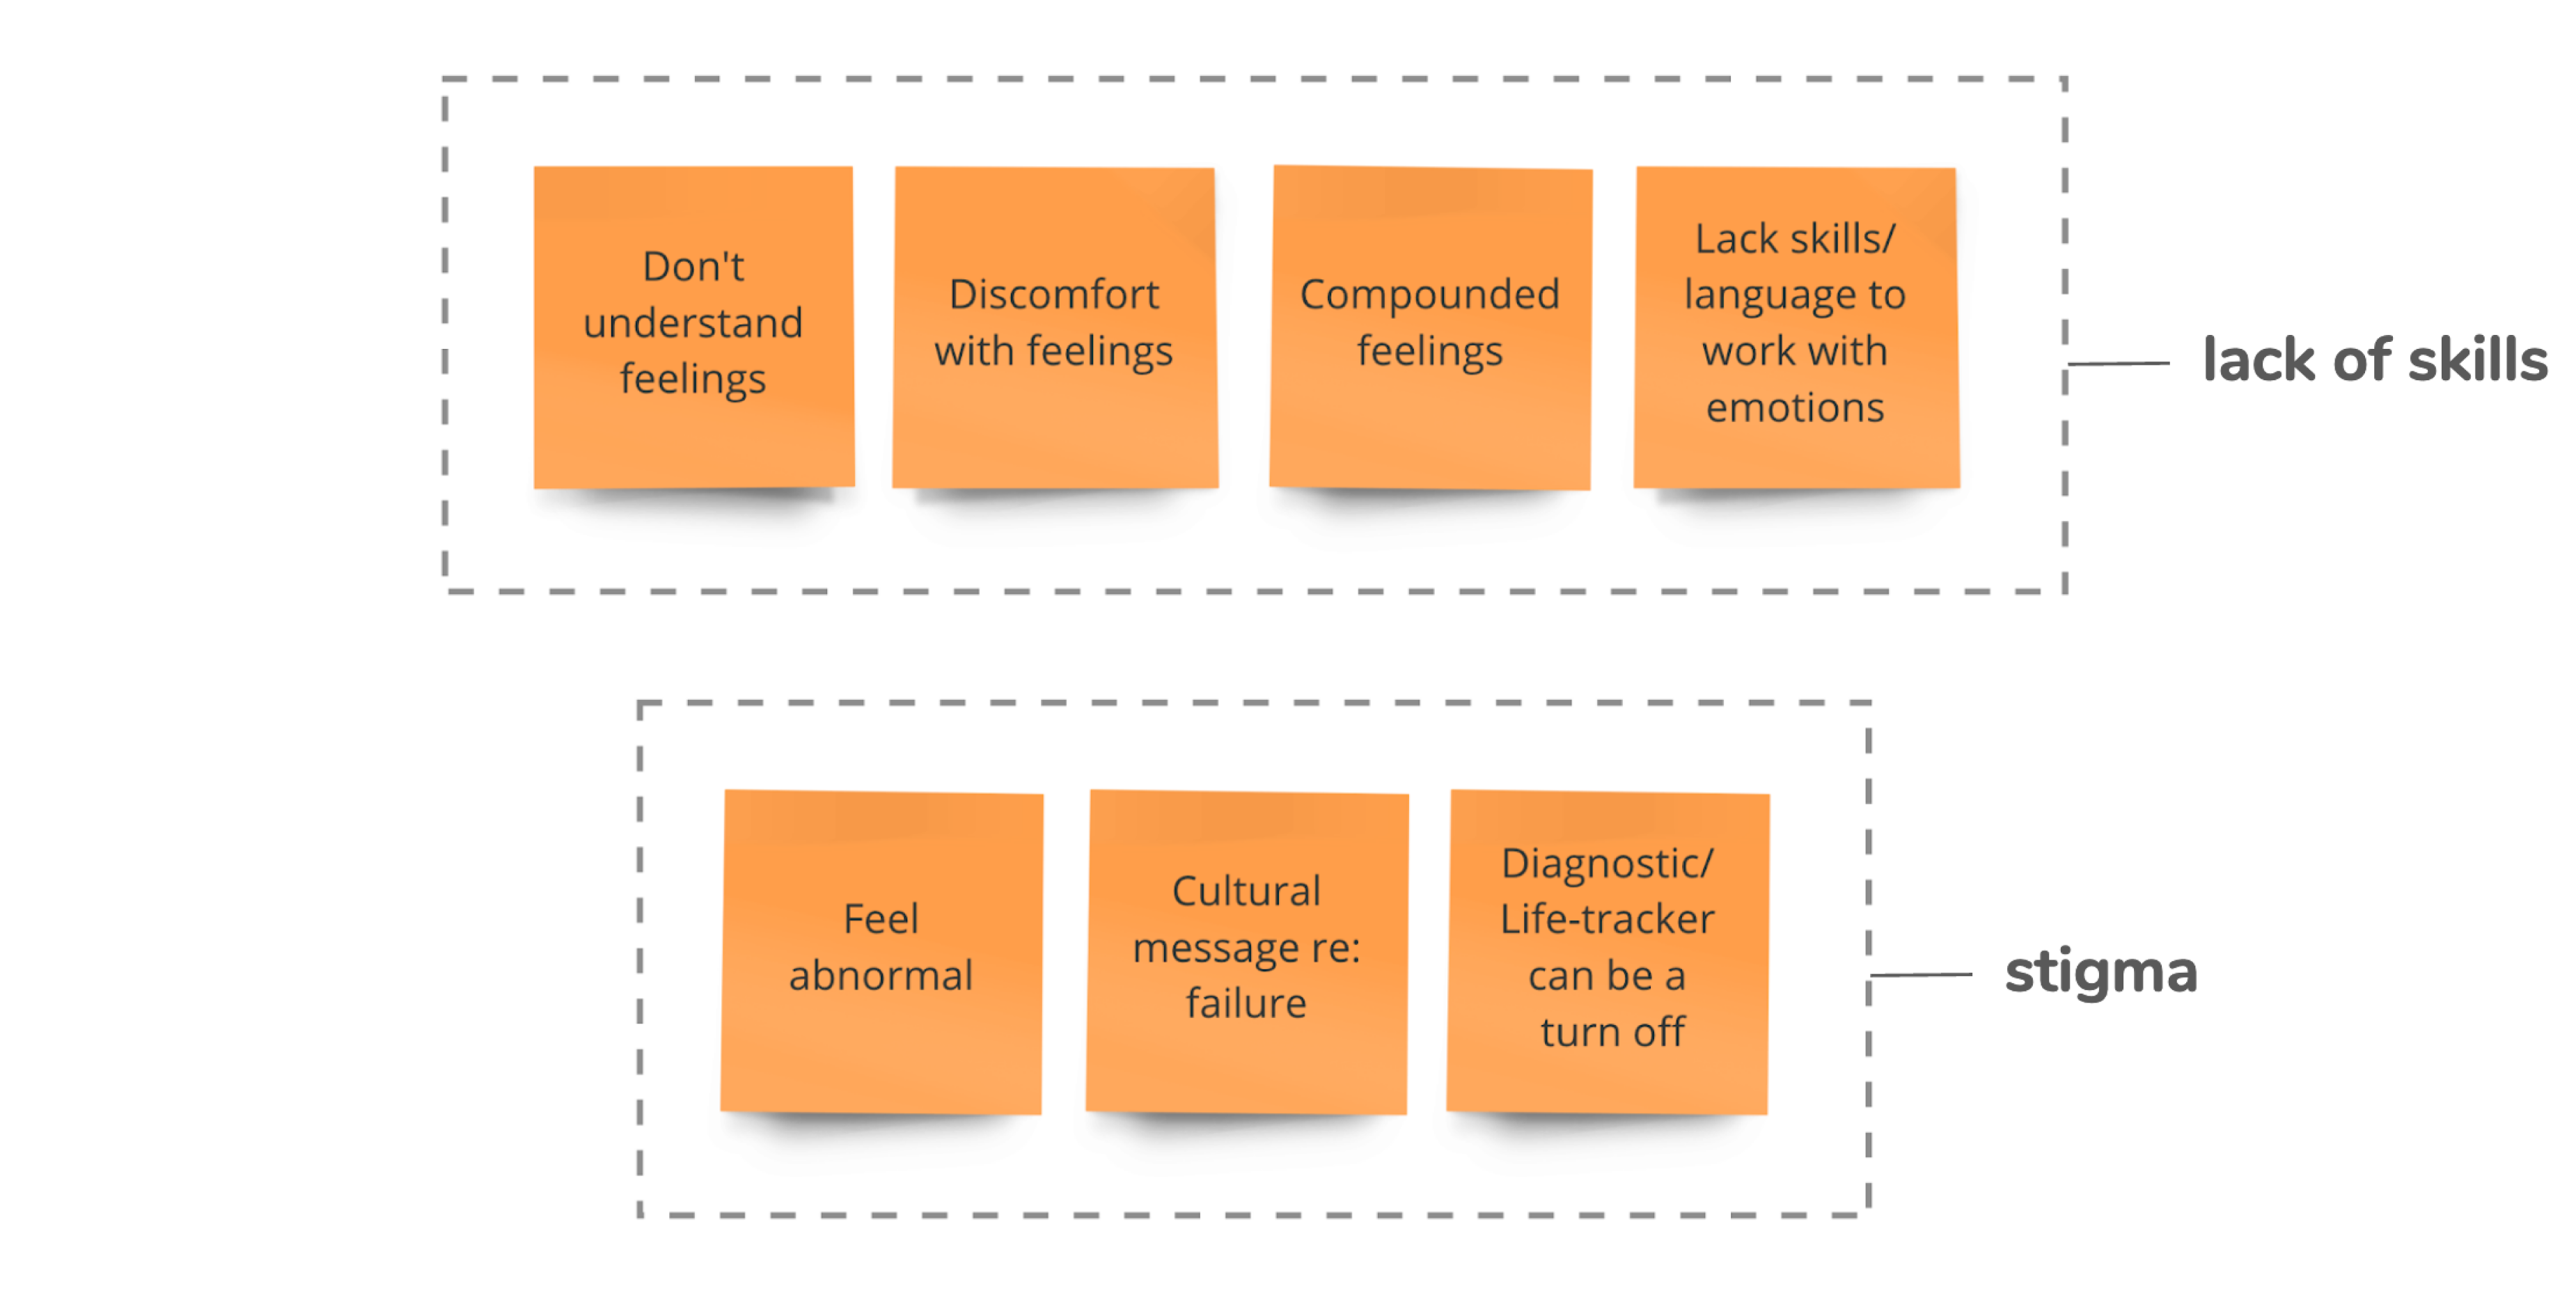 Don't
understand
feelings
Discomfort
with feelings
Compounded
feelings
Lack skills/
language to
work with
emotions
lack of skills
Feel
abnormal
Cultural
message re:
failure
Diagnostic/
Life-tracker
can be a
turn off
stigma